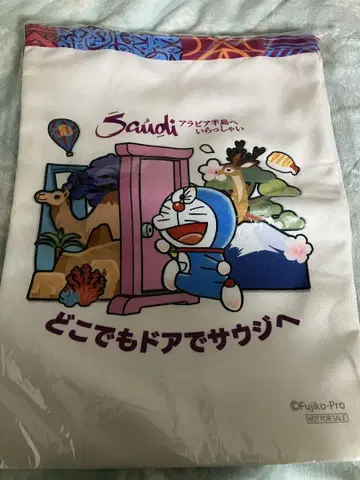 Saudi アラビア半島へ
いらっしゃい
どこでもドアでサウジへ
©Fujiko-Pro
NOT FOR SALE